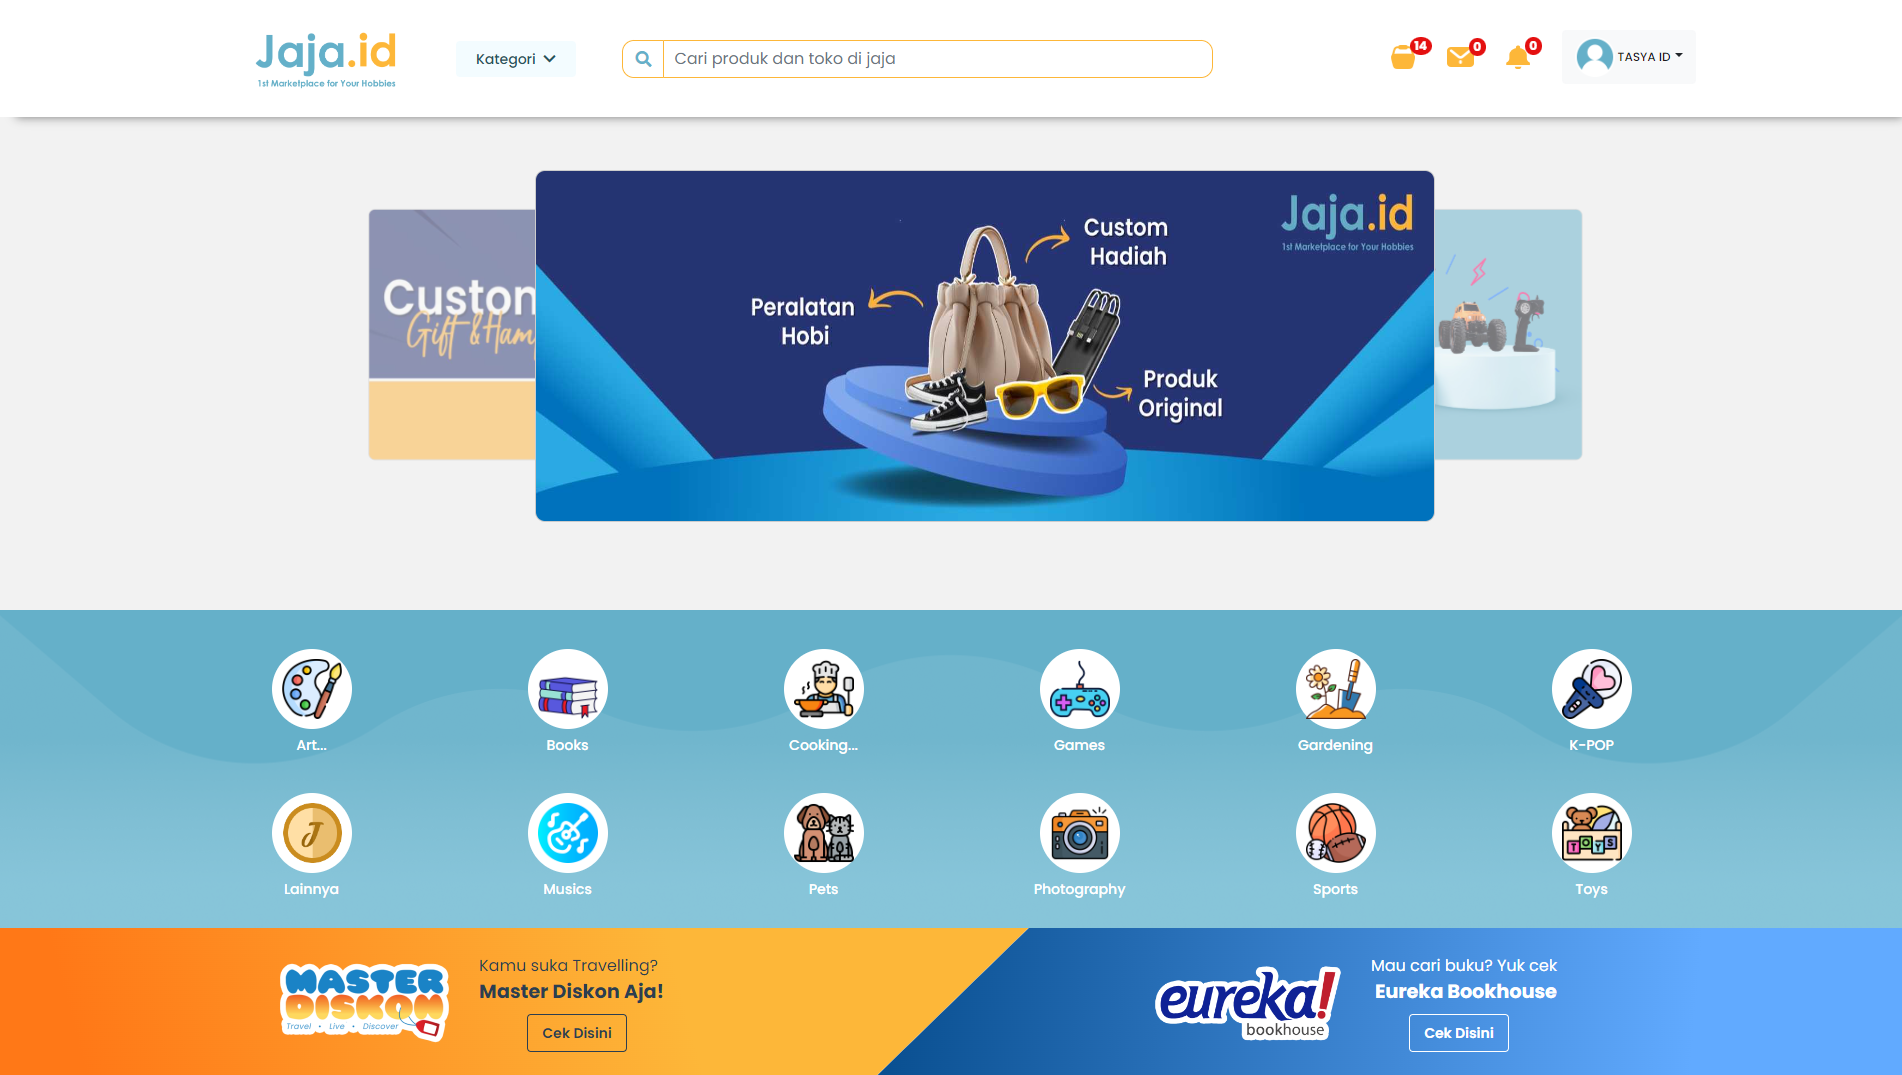 Jaja.id
1st Marketplace for Your Hobbies
Kategori
Cari produk dan toko di jaja
14
0
0
TASYA ID
Custom
Gift & Ham
Jaja.id
1st Marketplace for Your Hobbies
Custom
Hadiah
Peralatan
Hobi
Produk
Original
Art...
Books
Cooking...
Games
Gardening
K-POP
J
Lainnya
Musics
Pets
Photography
Sports
TOYS
Toys
MASTER
DISKON
Travel • Live • Discover
Kamu suka Travelling?
Master Diskon Aja!
Cek Disini
eureka!
bookhouse
Mau cari buku? Yuk cek
Eureka Bookhouse
Cek Disini